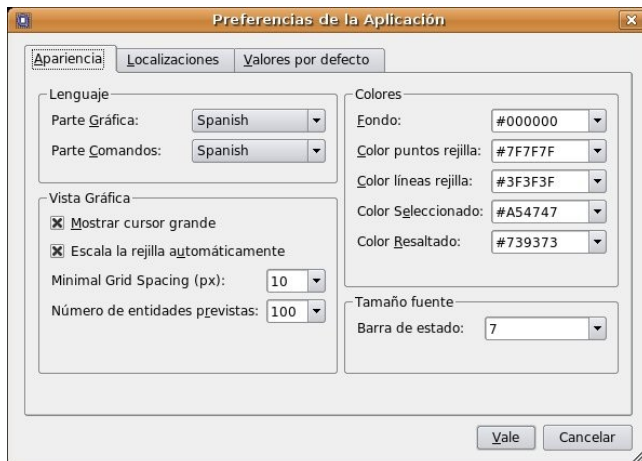 Preferencias de la Aplicación
Apariencia
Localizaciones
Valores por defecto
Lenguaje
Parte Gráfica: Spanish
Parte Comandos: Spanish
Vista Gráfica
Mostrar cursor grande
Escala la rejilla automáticamente
Minimal Grid Spacing (px): 10
Número de entidades previstas: 100
Colores
Fondo: #000000
Color puntos rejilla: #7F7F7F
Color líneas rejilla: #3F3F3F
Color Seleccionado: #A54747
Color Resaltado: #739373
Tamaño fuente
Barra de estado: 7
Vale
Cancelar